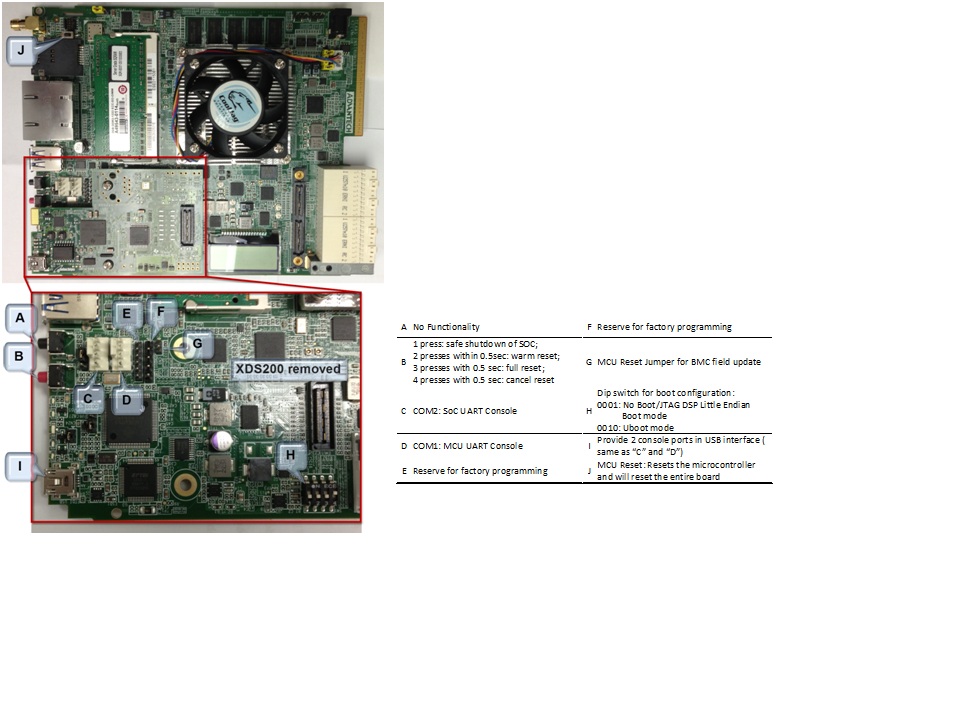 J
Cool Jag
ADVANTECH
A
B
E
F
G
XDS200 removed
C
D
H
I
A No Functionality
B 1 press: safe shutdown of SOC;
2 presses within 0.5sec: warm reset;
3 presses with 0.5 sec: full reset;
4 presses with 0.5 sec: cancel reset
C COM2: SoC UART Console
D COM1: MCU UART Console
E Reserve for factory programming
F Reserve for factory programming
G MCU Reset Jumper for BMC field update
H Dip switch for boot configuration:
0001: No Boot/JTAG DSP Little Endian
Boot mode
0010: Uboot mode
I Provide 2 console ports in USB interface (
same as “C” and “D”)
J MCU Reset: Resets the microcontroller
and will reset the entire board